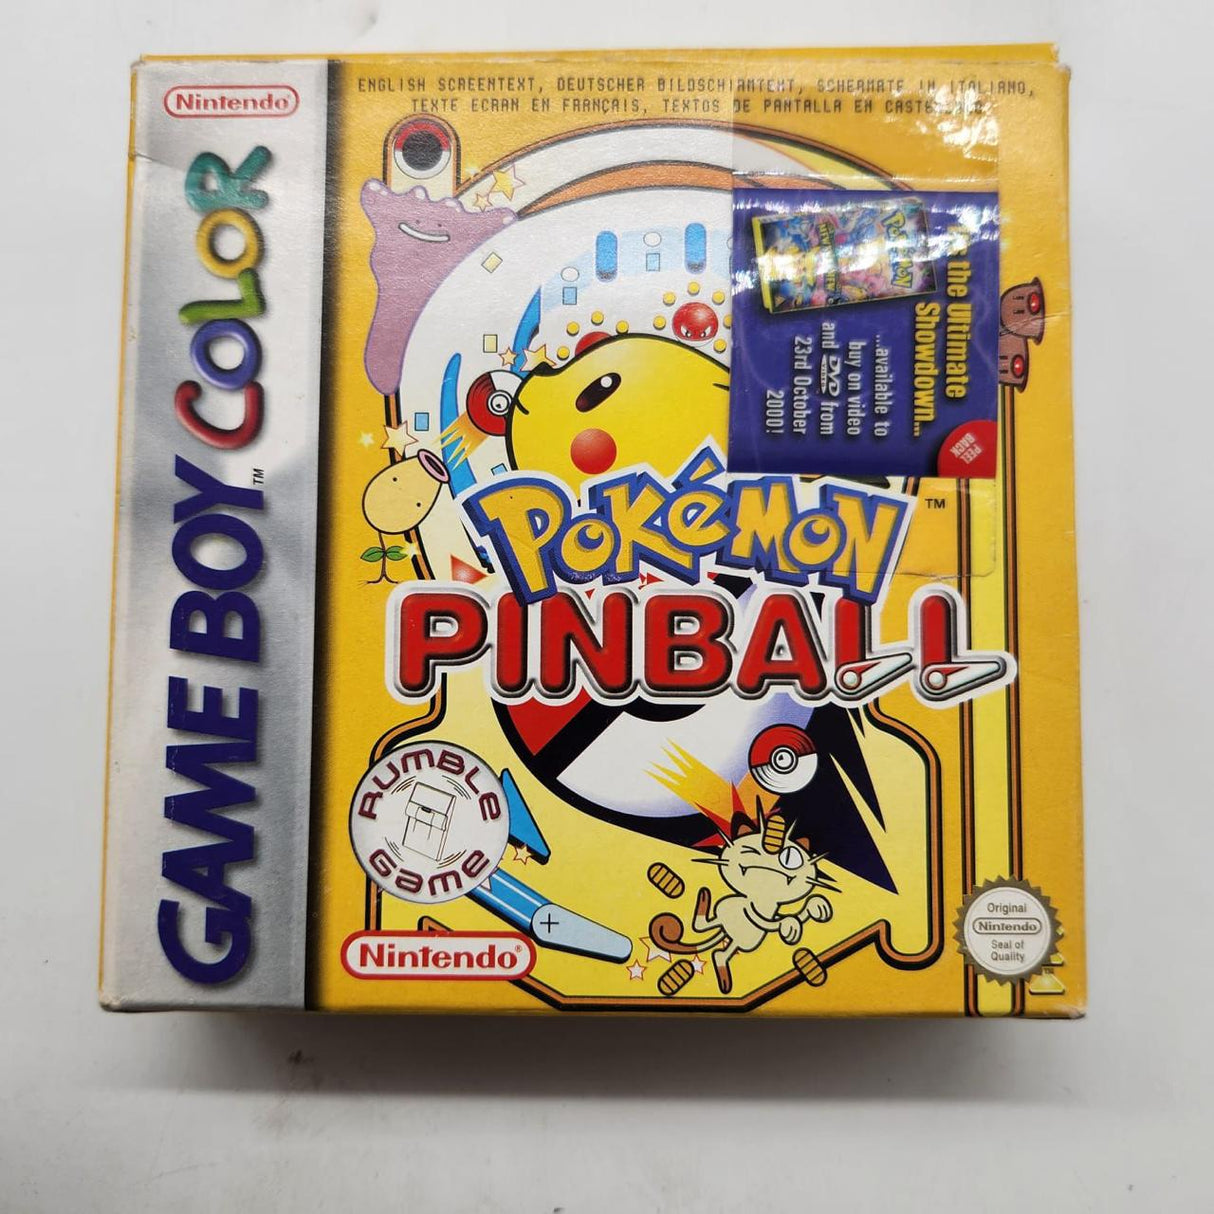 Nintendo®
GAME BOY COLOR
TM
ENGLISH SCREENTEXT, DEUTSCHER BILDSCHIRMTEXT, SCHERMATE IN ITALIANO,
TEXTE ECRAN EN FRANÇAIS, TEXTOS DE PANTALLA EN CASTELLANO.
the Ultimate
Showdown...
...available to
buy on video
and DVD from
23rd October
2000!
PEEL
BACK
POKéMON
TM
PINBALL
RUMBLE
GAME
Nintendo®
Original
Nintendo
Seal of
Quality